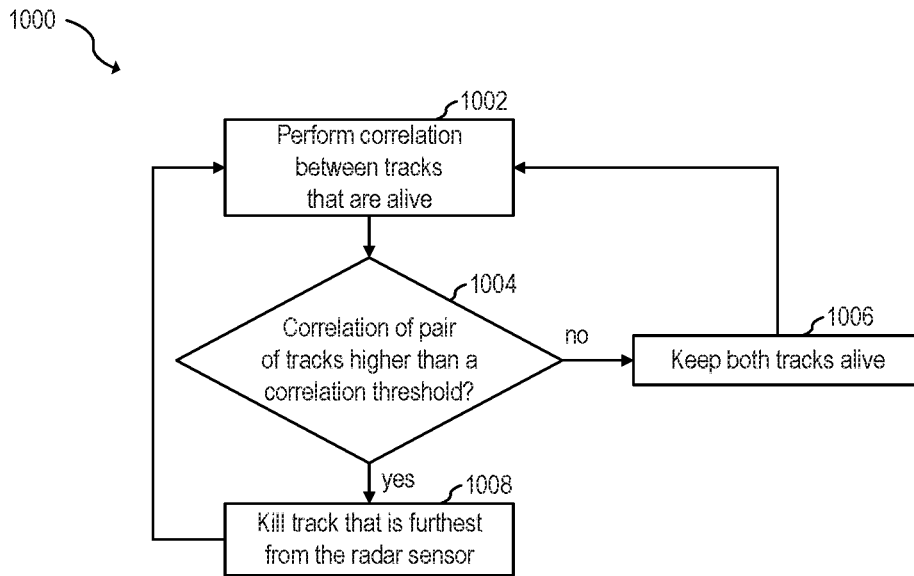 1000
1002
Perform correlation
between tracks
that are alive
1004
Correlation of pair
of tracks higher than a
correlation threshold?
no
1006
Keep both tracks alive
yes
1008
Kill track that is furthest
from the radar sensor